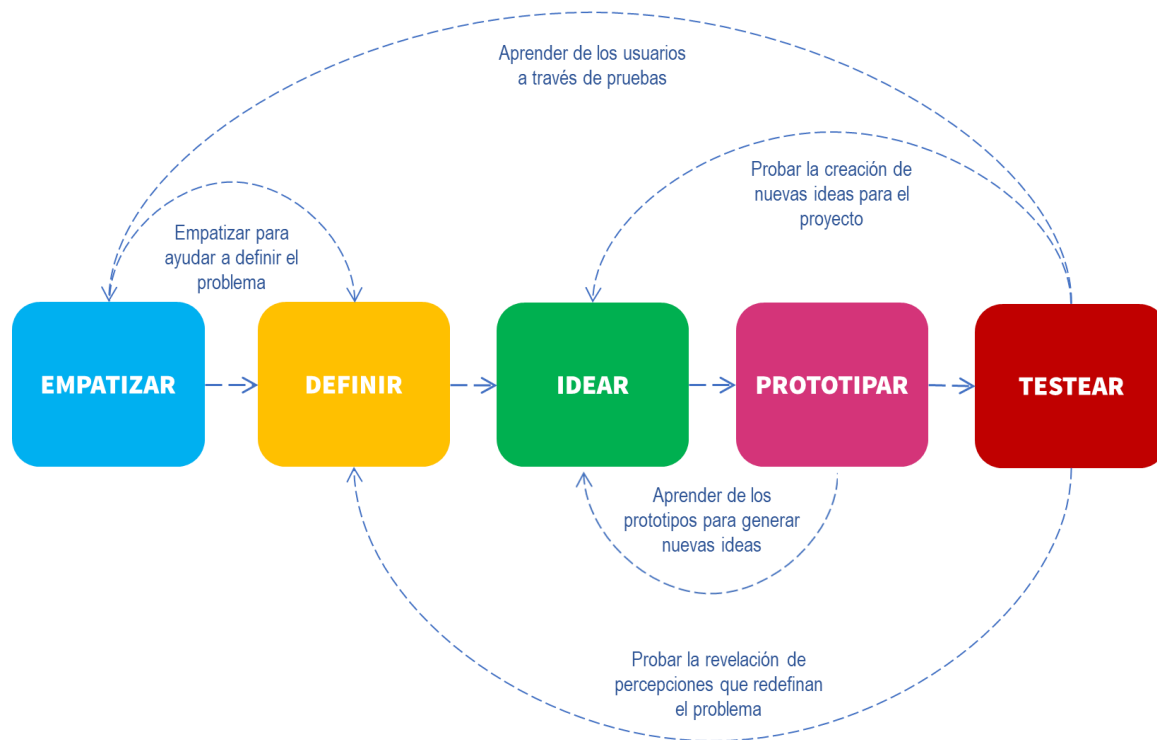 Aprender de los usuarios
a través de pruebas
Probar la creación de
nuevas ideas para el
proyecto
Empatizar para
ayudar a definir el
problema
EMPATIZAR
DEFINIR
IDEAR
PROTOTIPAR
TESTEAR
Aprender de los
prototipos para generar
nuevas ideas
Probar la revelación de
percepciones que redefinan
el problema